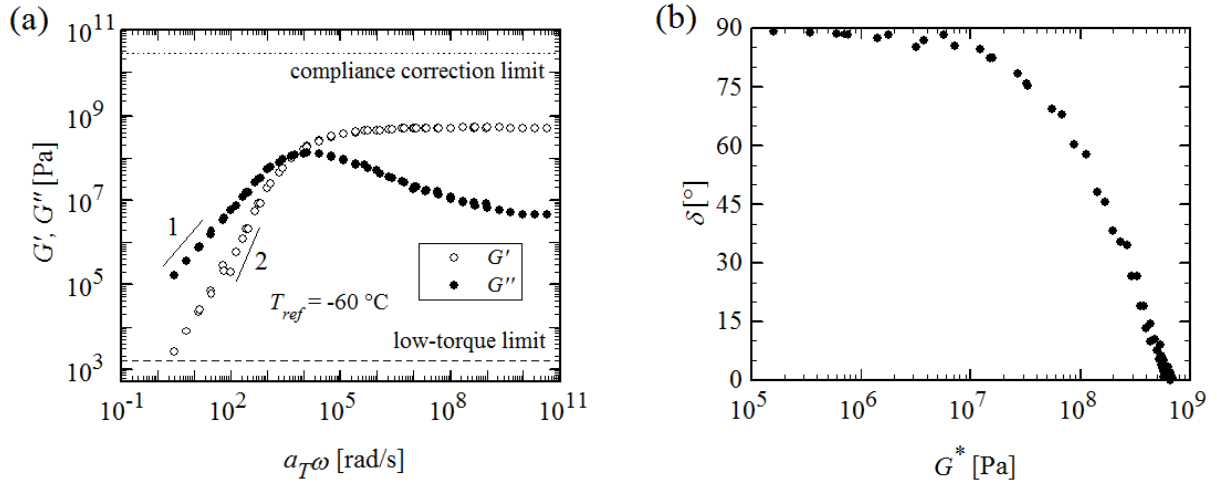 (a)
10^11
10^9
10^7
10^5
10^3
G', G'' [Pa]
compliance correction limit
1
2
G'
G''
T_ref = -60 °C
low-torque limit
10^-1
10^2
10^5
10^8
10^11
a_Tω [rad/s]
(b)
90
75
60
45
30
15
0
δ [°]
10^5
10^6
10^7
10^8
10^9
G^* [Pa]